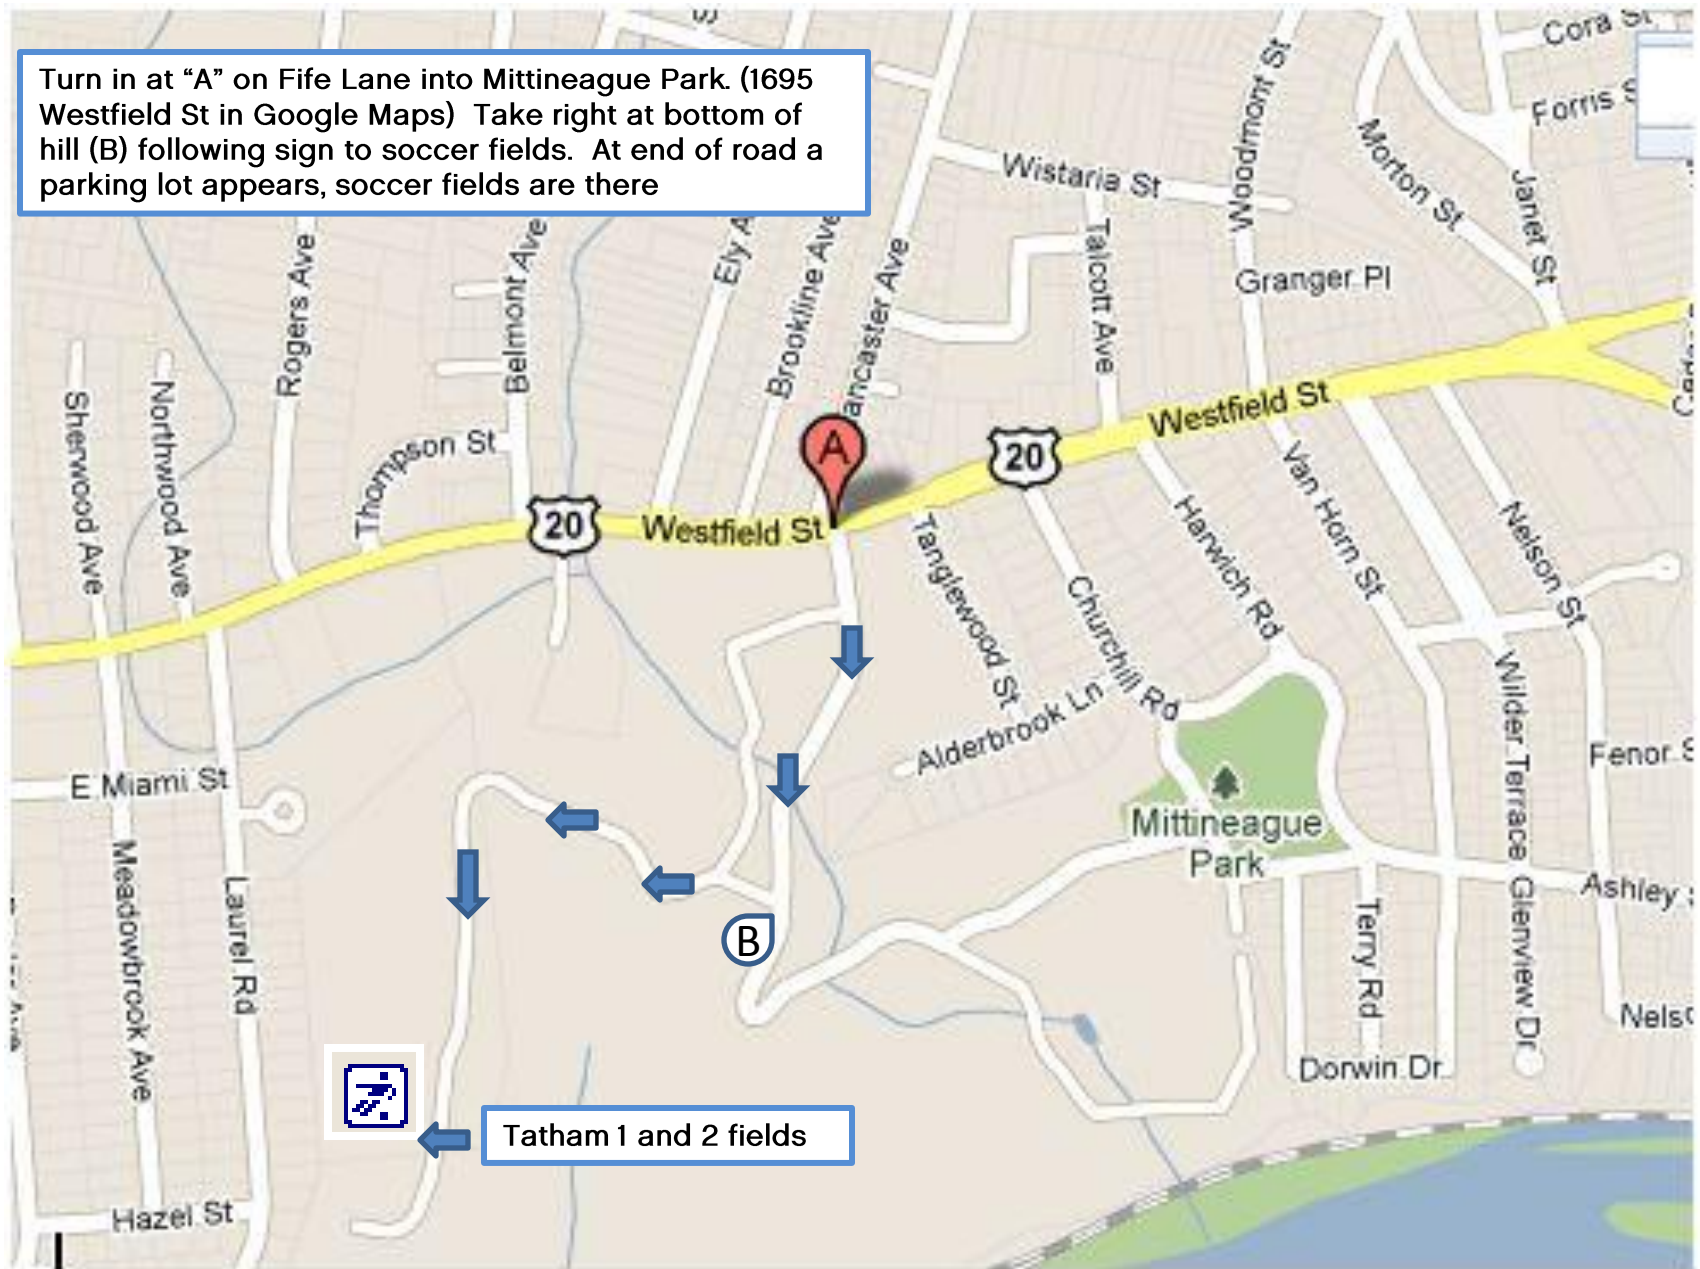 Turn in at “A” on Fife Lane into Mittineague Park. (1695
Westfield St in Google Maps)  Take right at bottom of
hill (B) following sign to soccer fields.  At end of road a
parking lot appears, soccer fields are there
Cora St
Forris S
Woodmont St
Morton St
Janet St
Wistaria St
Talcott Ave
Granger Pl
Rogers Ave
Belmont Ave
Ely A
Brookline Ave
ancaster Ave
Sherwood Ave
Northwood Ave
Thompson St
A
20
Westfield St
20
Westfield St
Tanglewood St
Churchill Rd
Harwich Rd
Van Horn St
Nelson St
Alderbrook Ln
Wilder Terrace
Fenor S
E Miami St
Mittineague
Park
Meadowbrook Ave
Laurel Rd
B
Terry Rd
Glenview Dr
Ashley
Nels
Dorwin Dr
Tatham 1 and 2 fields
Hazel St